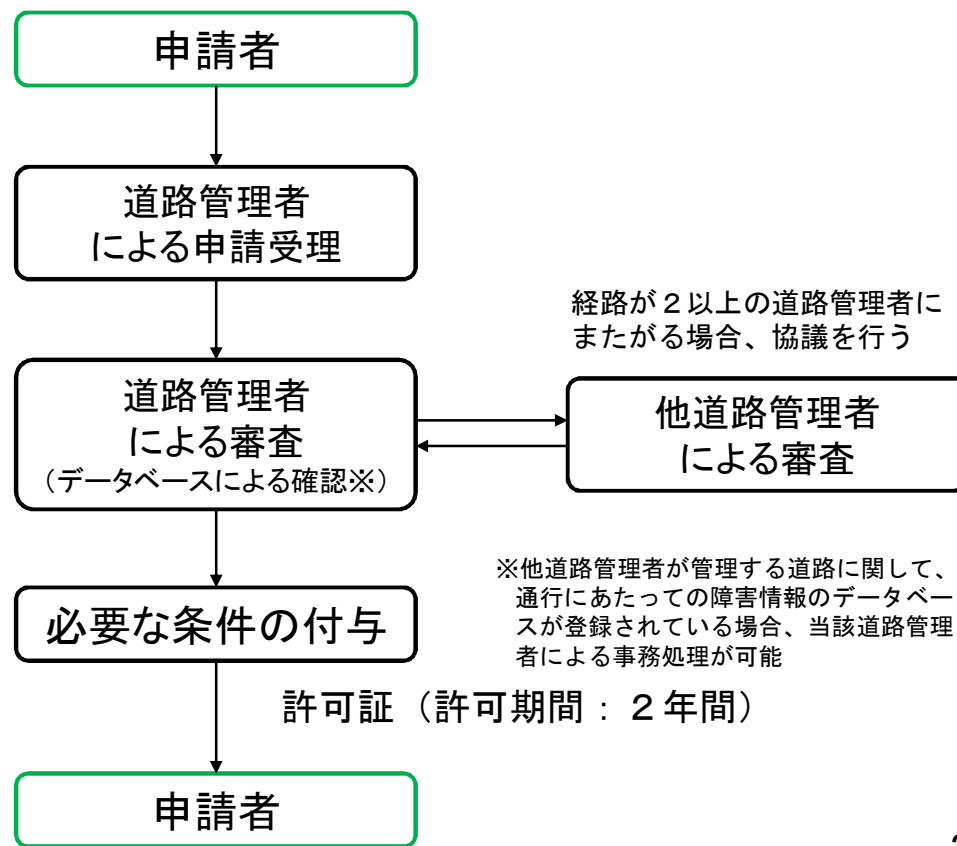 申請者
道路管理者
による申請受理
経路が２以上の道路管理者に
またがる場合、協議を行う
道路管理者
による審査
（データベースによる確認※）
他道路管理者
による審査
※他道路管理者が管理する道路に関して、
通行にあたっての障害情報のデータベー
スが登録されている場合、当該道路管理
者による事務処理が可能
必要な条件の付与
許可証（許可期間：２年間）
申請者